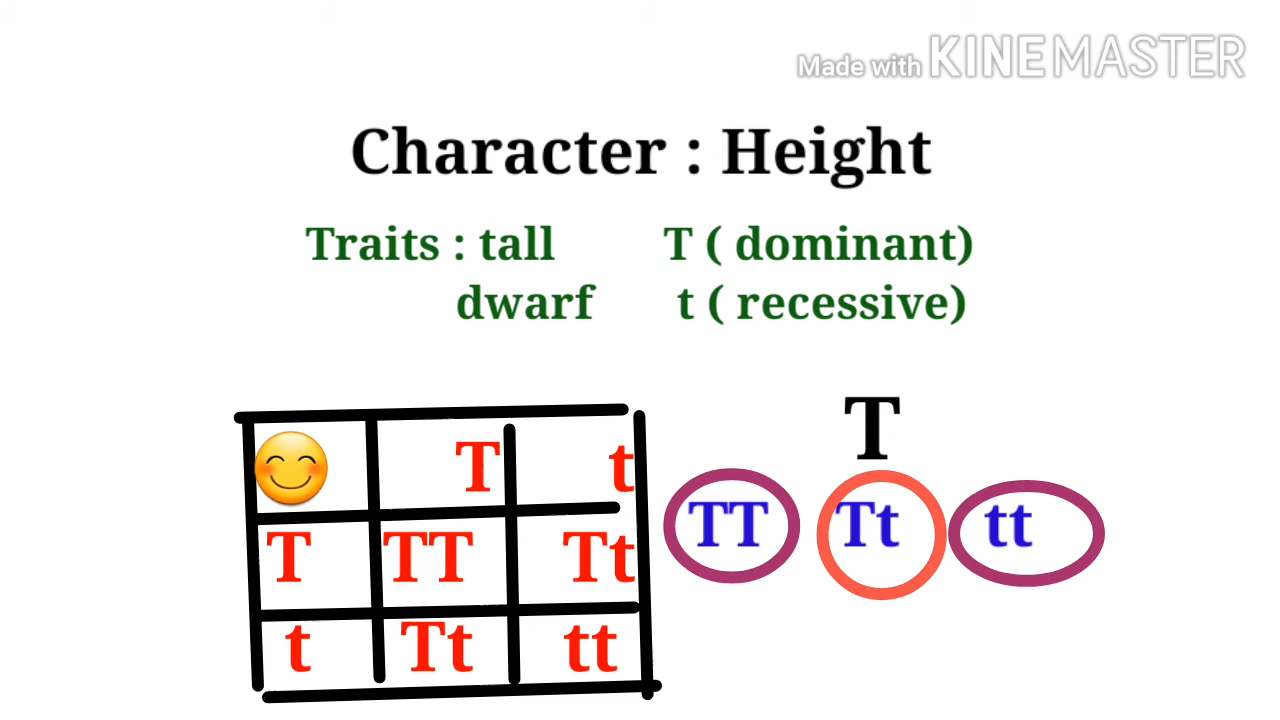 Made with KINEMASTER
Character : Height
Traits : tall T ( dominant)
dwarf t ( recessive)
T
T t
TT Tt tt
T TT Tt
t Tt tt